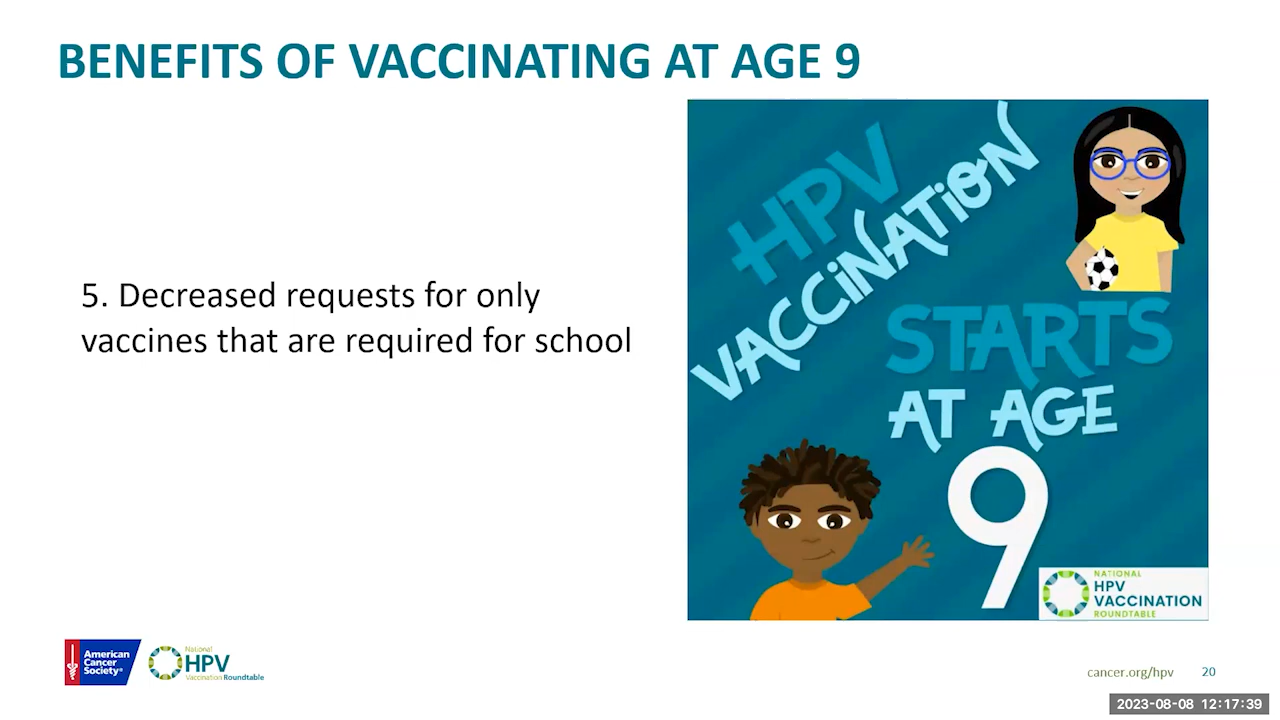 BENEFITS OF VACCINATING AT AGE 9
5. Decreased requests for only
vaccines that are required for school
HPV
VACCiNATiON
STARTS
AT AGE
9
NATIONAL
HPV
VACCINATION
ROUNDTABLE
American
Cancer
Society®
National
HPV
Vaccination Roundtable
cancer.org/hpv 20
2023-08-08 12:17:39